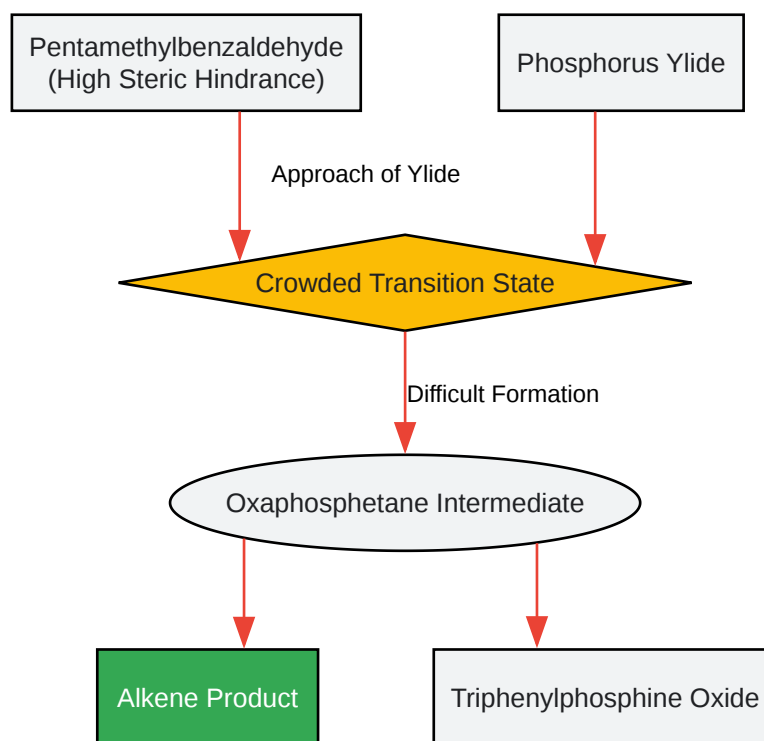 Pentamethylbenzaldehyde
(High Steric Hindrance)
Phosphorus Ylide
Approach of Ylide
Crowded Transition State
Difficult Formation
Oxaphosphetane Intermediate
Alkene Product
Triphenylphosphine Oxide